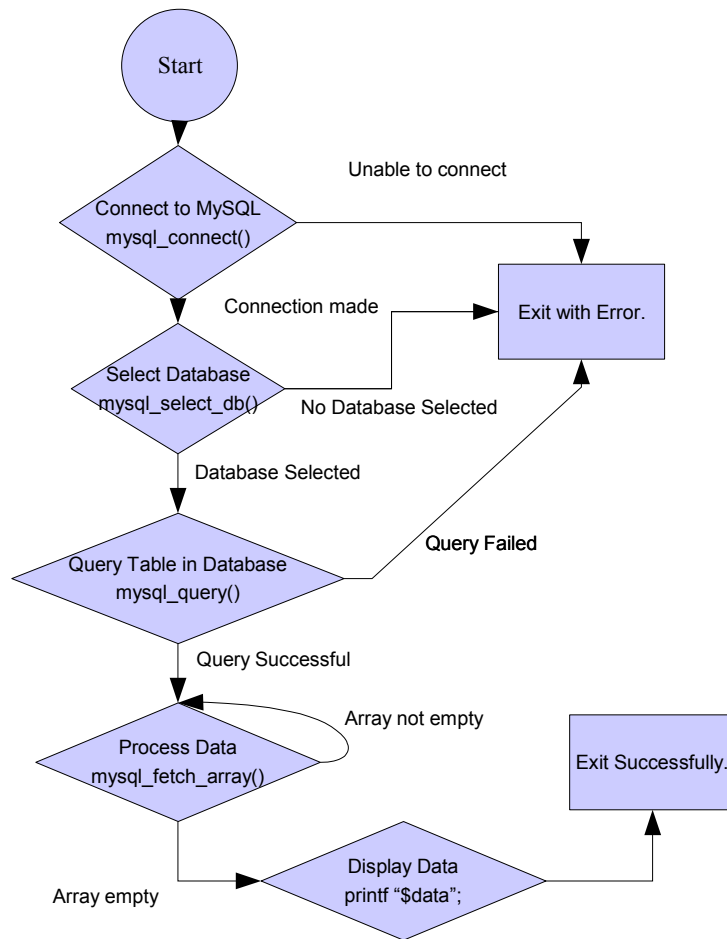 Start
Unable to connect
Connect to MySQL
mysql_connect()
Connection made
Exit with Error.
Select Database
mysql_select_db()
No Database Selected
Database Selected
Query Failed
Query Table in Database
mysql_query()
Query Successful
Array not empty
Process Data
mysql_fetch_array()
Exit Successfully.
Display Data
printf “$data”;
Array empty